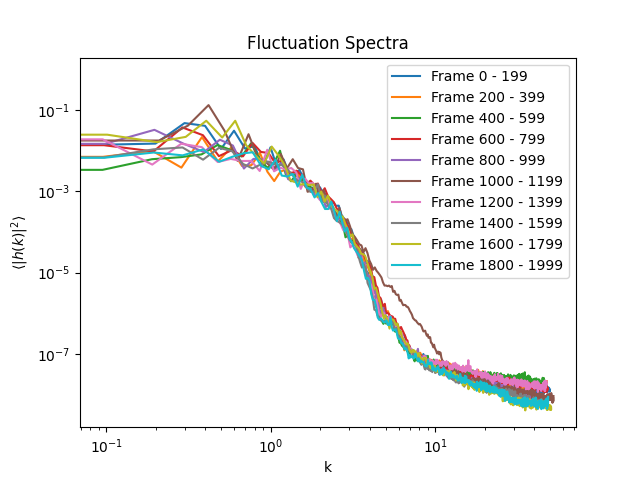 Fluctuation Spectra
⟨|h(k)|²⟩
10⁻¹
10⁻³
10⁻⁵
10⁻⁷
Frame 0 - 199
Frame 200 - 399
Frame 400 - 599
Frame 600 - 799
Frame 800 - 999
Frame 1000 - 1199
Frame 1200 - 1399
Frame 1400 - 1599
Frame 1600 - 1799
Frame 1800 - 1999
10⁻¹ 10⁰ 10¹
k